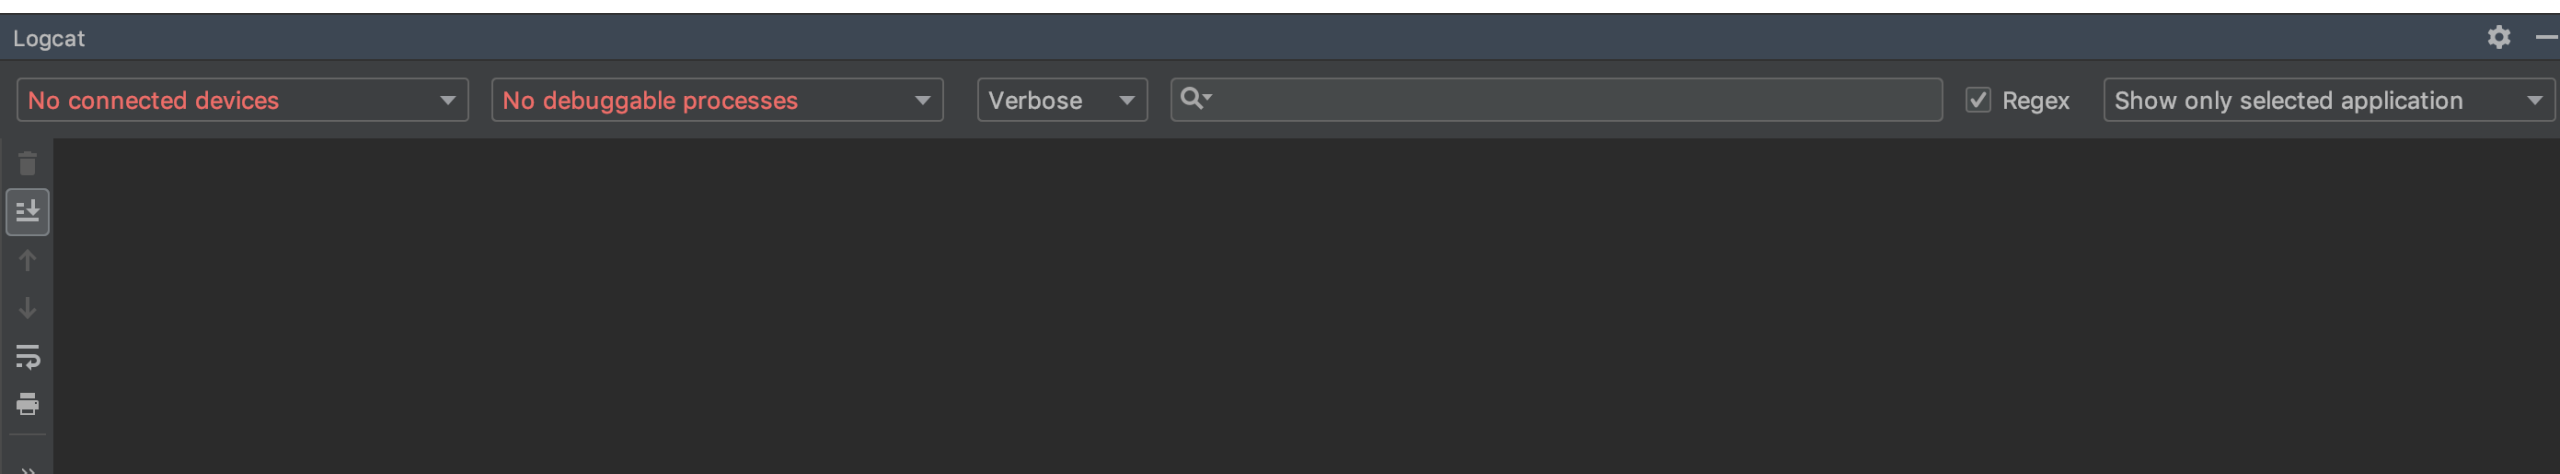 Logcat
No connected devices No debuggable processes Verbose Regex Show only selected application